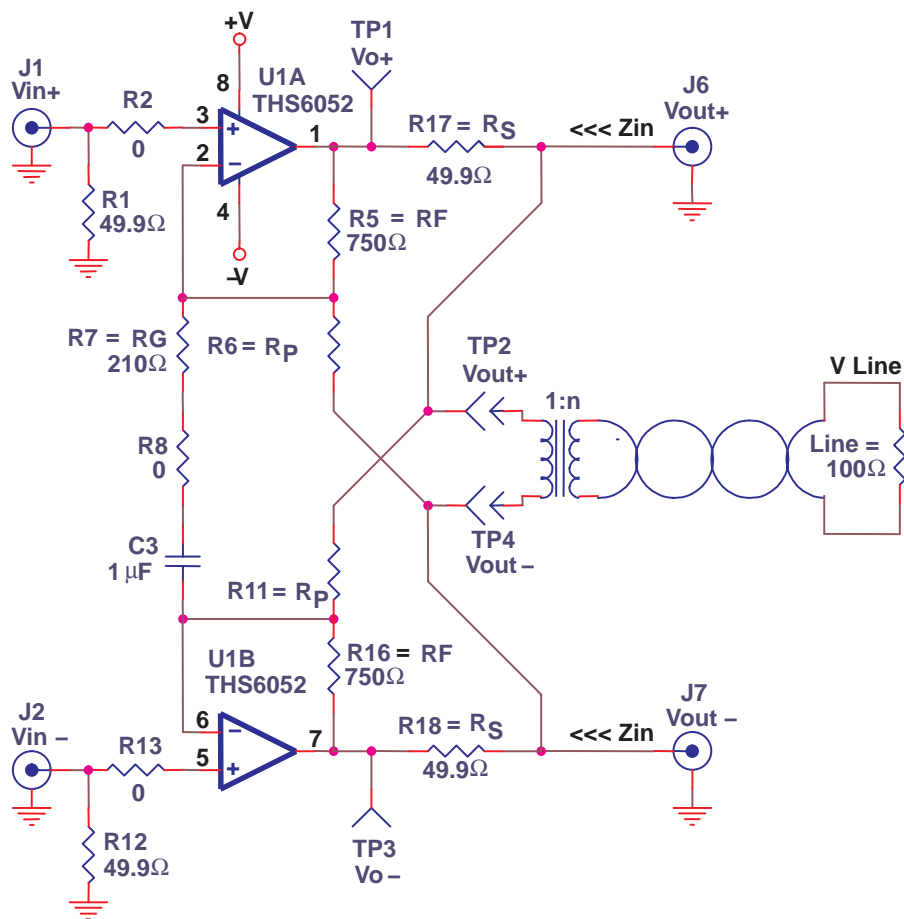 +V
TP1
Vo+
J1
Vin+
8
U1A
THS6052
J6
Vout+
R2
3
+
1
R17 = RS
<<< Zin
0
2
−
49.9Ω
R1
49.9Ω
4
R5 = RF
750Ω
−V
R7 = RG
210Ω
R6 = RP
TP2
Vout+
V Line
1:n
R8
0
Line =
100Ω
TP4
Vout −
C3
1 µF
R11 = RP
U1B
THS6052
R16 = RF
750Ω
J2
Vin −
6
−
7
R18 = RS
<<< Zin
J7
Vout −
R13
5
+
49.9Ω
0
R12
49.9Ω
TP3
Vo −